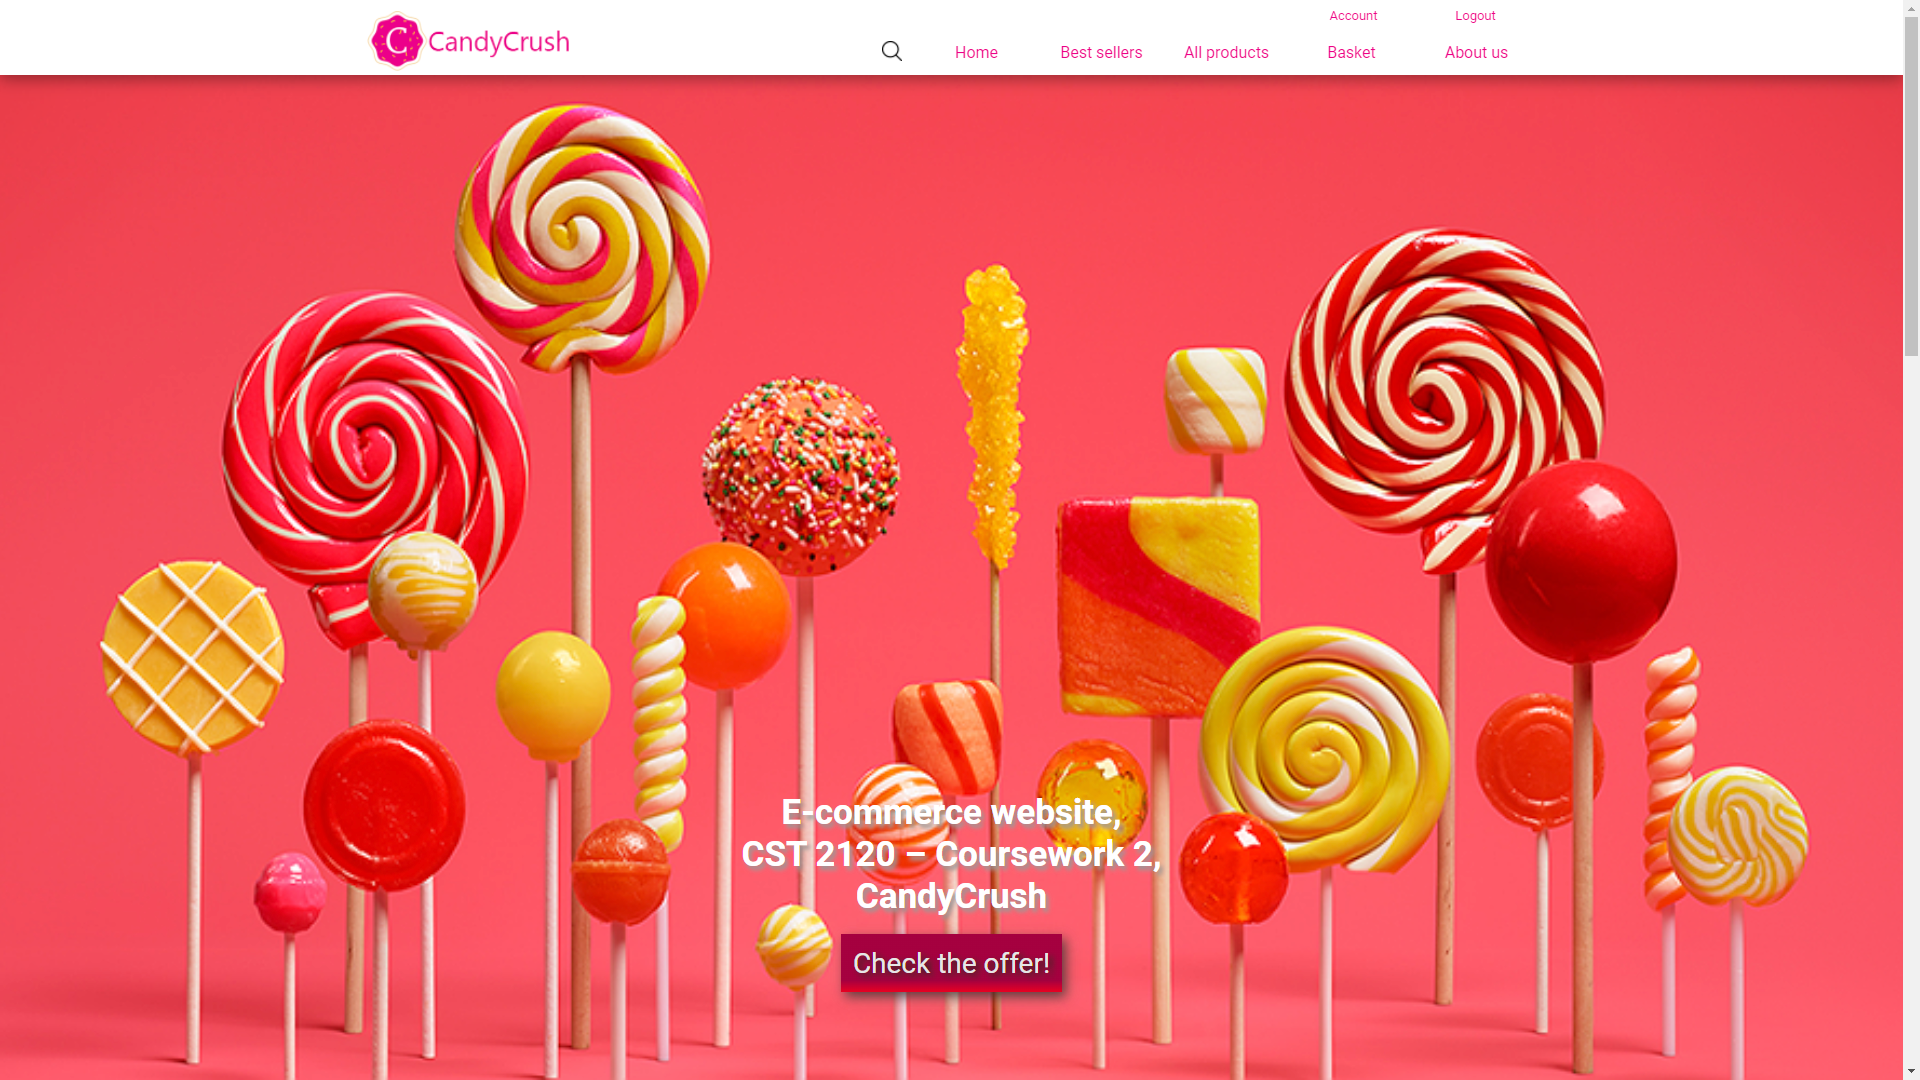 Account Logout
C CandyCrush
Home Best sellers All products Basket About us
E-commerce website,
CST 2120 – Coursework 2,
CandyCrush
Check the offer!